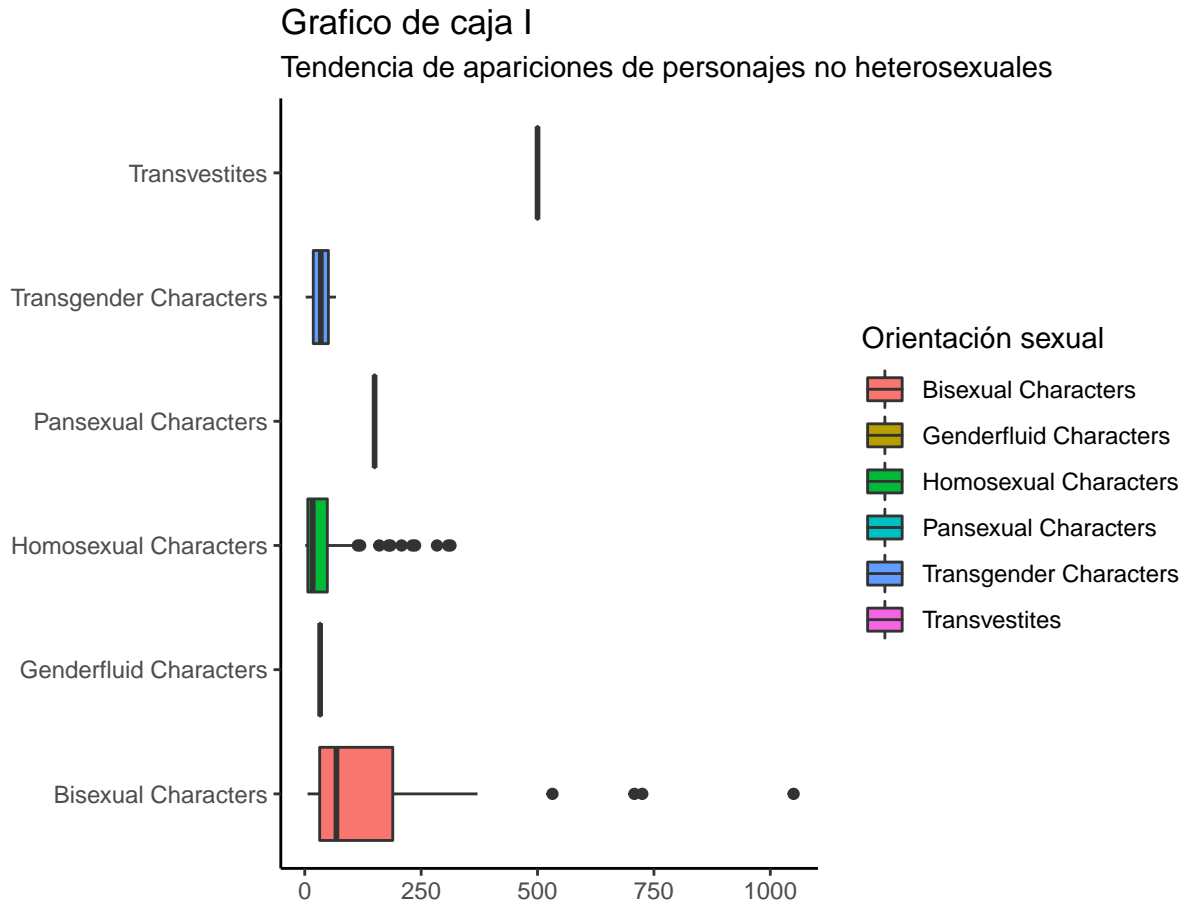 Grafico de caja I
Tendencia de apariciones de personajes no heterosexuales
Transvestites
Transgender Characters
Pansexual Characters
Homosexual Characters
Genderfluid Characters
Bisexual Characters
0 250 500 750 1000
Orientación sexual
Bisexual Characters
Genderfluid Characters
Homosexual Characters
Pansexual Characters
Transgender Characters
Transvestites